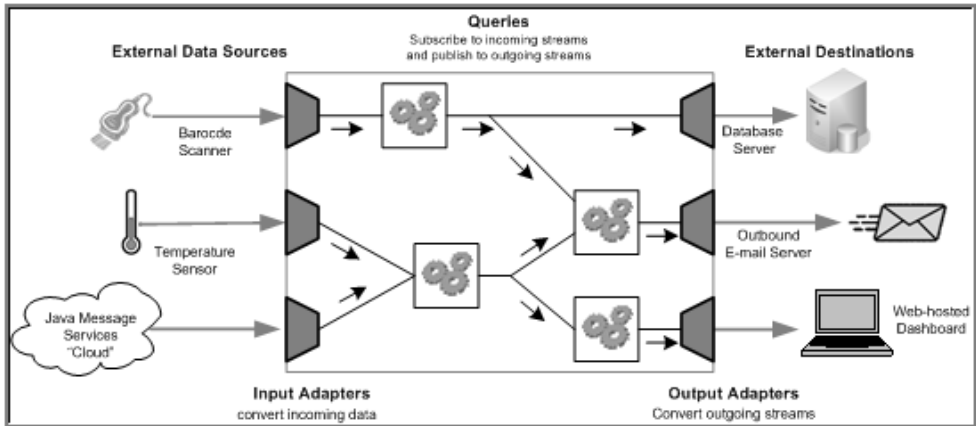 Queries
Subscribe to incoming streams
and publish to outgoing streams
External Data Sources
External Destinations
Barocde
Scanner
Database
Server
Temperature
Sensor
Outbound
E-mail Server
Java Message
Services
"Cloud"
Web-hosted
Dashboard
Input Adapters
convert incoming data
Output Adapters
Convert outgoing streams